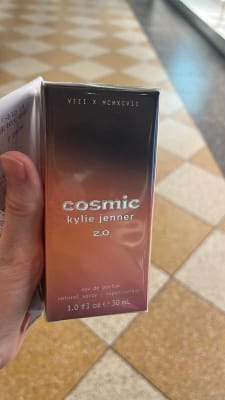 VIII X MCMXCVII
cosmic
kylie jenner
2.0
eau de parfum
natural spray - vaporisateur
1.0 fl oz e 30 mL